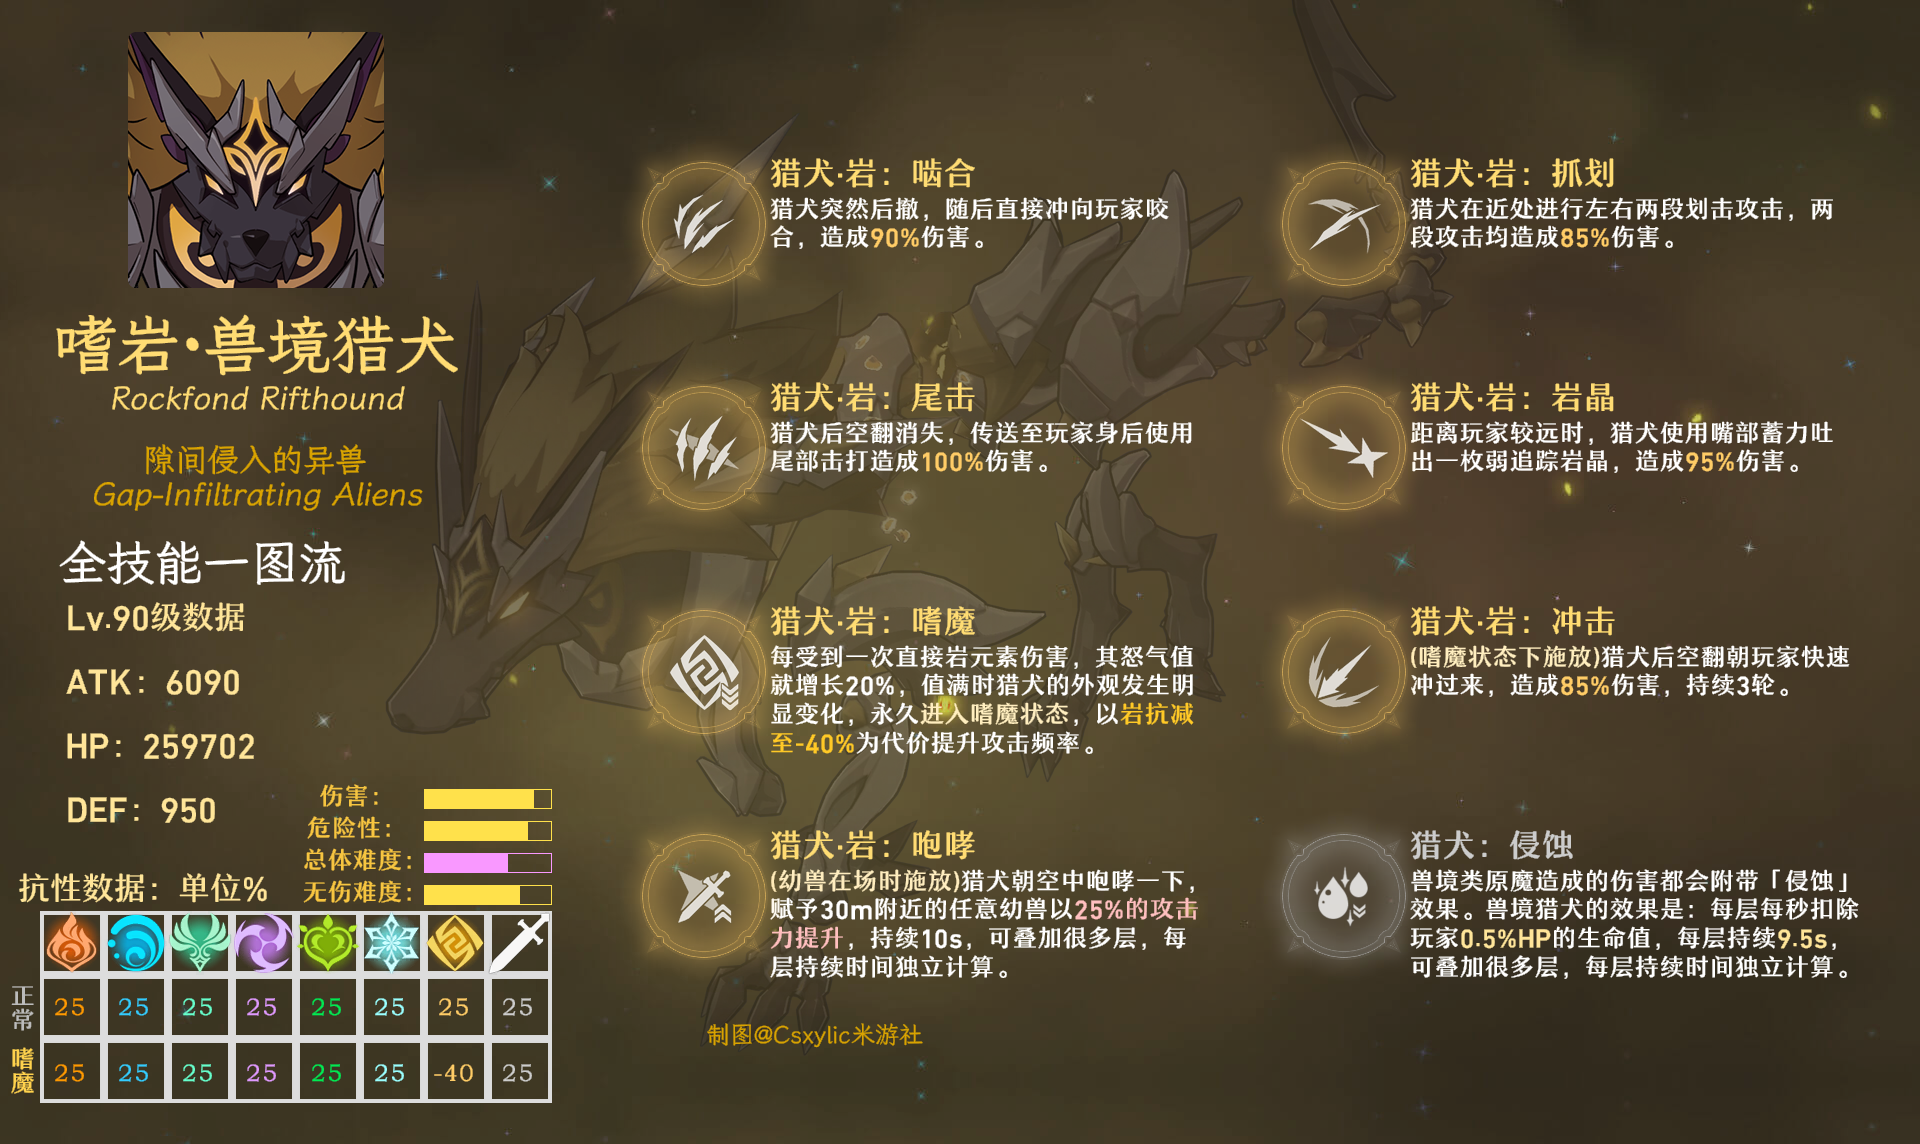 嗜岩·兽境猎犬
Rockfond Rifthound
隙间侵入的异兽
Gap-Infiltrating Aliens
全技能一图流
Lv.90级数据
ATK：6090
HP：259702
DEF：950
伤害：
危险性：
总体难度：
无伤难度：
抗性数据：单位%
正常
25 25 25 25 25 25 25 25
嗜魔
25 25 25 25 25 25 -40 25
猎犬·岩：啮合
猎犬突然后撤，随后直接冲向玩家咬
合，造成90%伤害。
猎犬·岩：抓划
猎犬在近处进行左右两段划击攻击，两
段攻击均造成85%伤害。
猎犬·岩：尾击
猎犬后空翻消失，传送至玩家身后使用
尾部击打造成100%伤害。
猎犬·岩：岩晶
距离玩家较远时，猎犬使用嘴部蓄力吐
出一枚弱追踪岩晶，造成95%伤害。
猎犬·岩：嗜魔
每受到一次直接岩元素伤害，其怒气值
就增长20%，值满时猎犬的外观发生明
显变化，永久进入嗜魔状态，以岩抗减
至-40%为代价提升攻击频率。
猎犬·岩：冲击
(嗜魔状态下施放)猎犬后空翻朝玩家快速
冲过来，造成85%伤害，持续3轮。
猎犬·岩：咆哮
(幼兽在场时施放)猎犬朝空中咆哮一下，
赋予30m附近的任意幼兽以25%的攻击
力提升，持续10s，可叠加很多层，每
层持续时间独立计算。
猎犬：侵蚀
兽境类原魔造成的伤害都会附带「侵蚀」
效果。兽境猎犬的效果是：每层每秒扣除
玩家0.5%HP的生命值，每层持续9.5s，
可叠加很多层，每层持续时间独立计算。
制图@Csxylic米游社